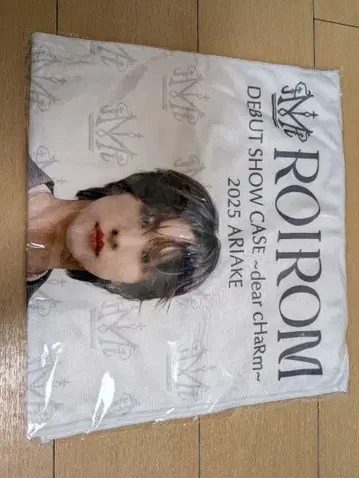 ROIROM
DEBUT SHOW CASE ~dear cHaRm~
2025 ARIAKE